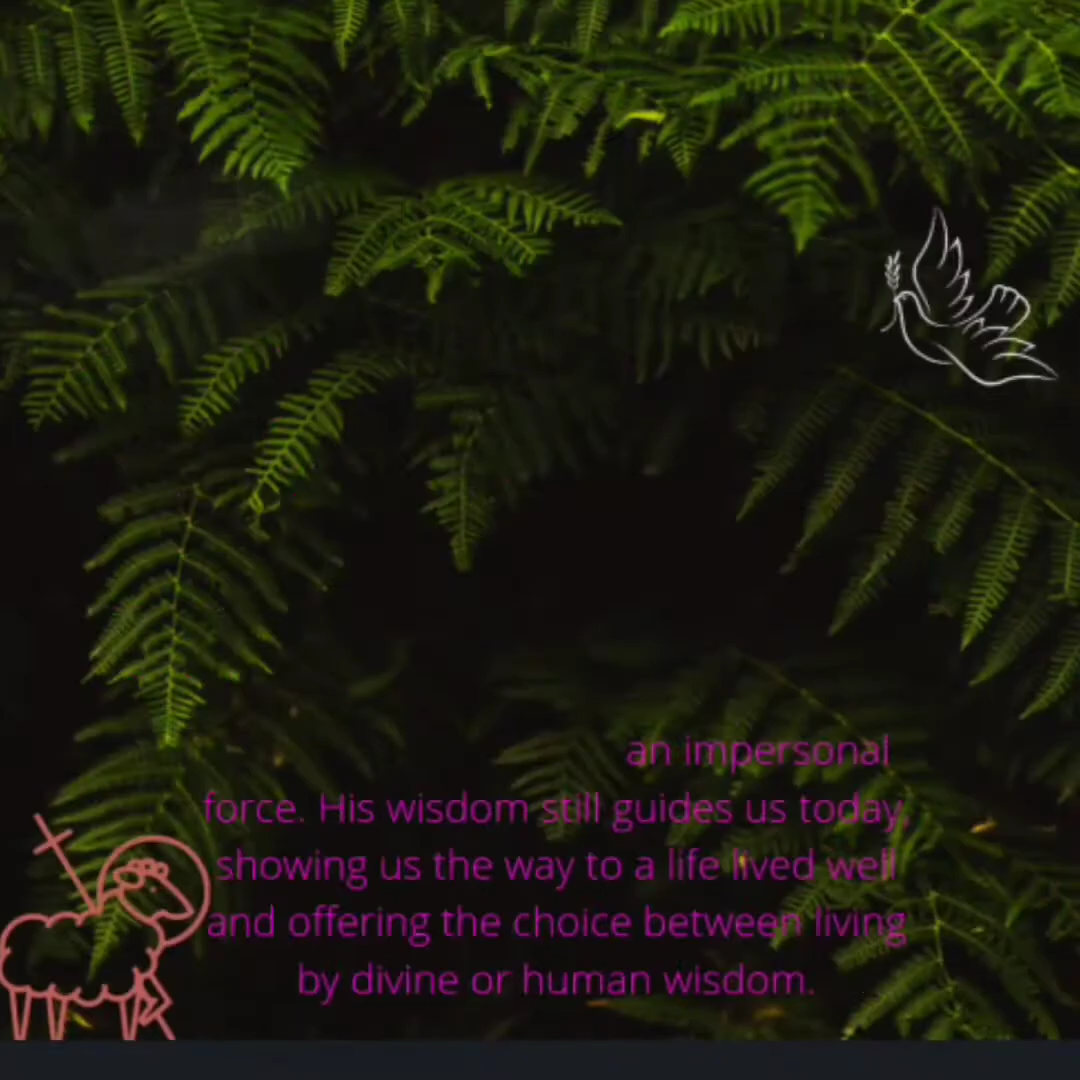 an impersonal
force. His wisdom still guides us today,
showing us the way to a life lived well
and offering the choice between living
by divine or human wisdom.